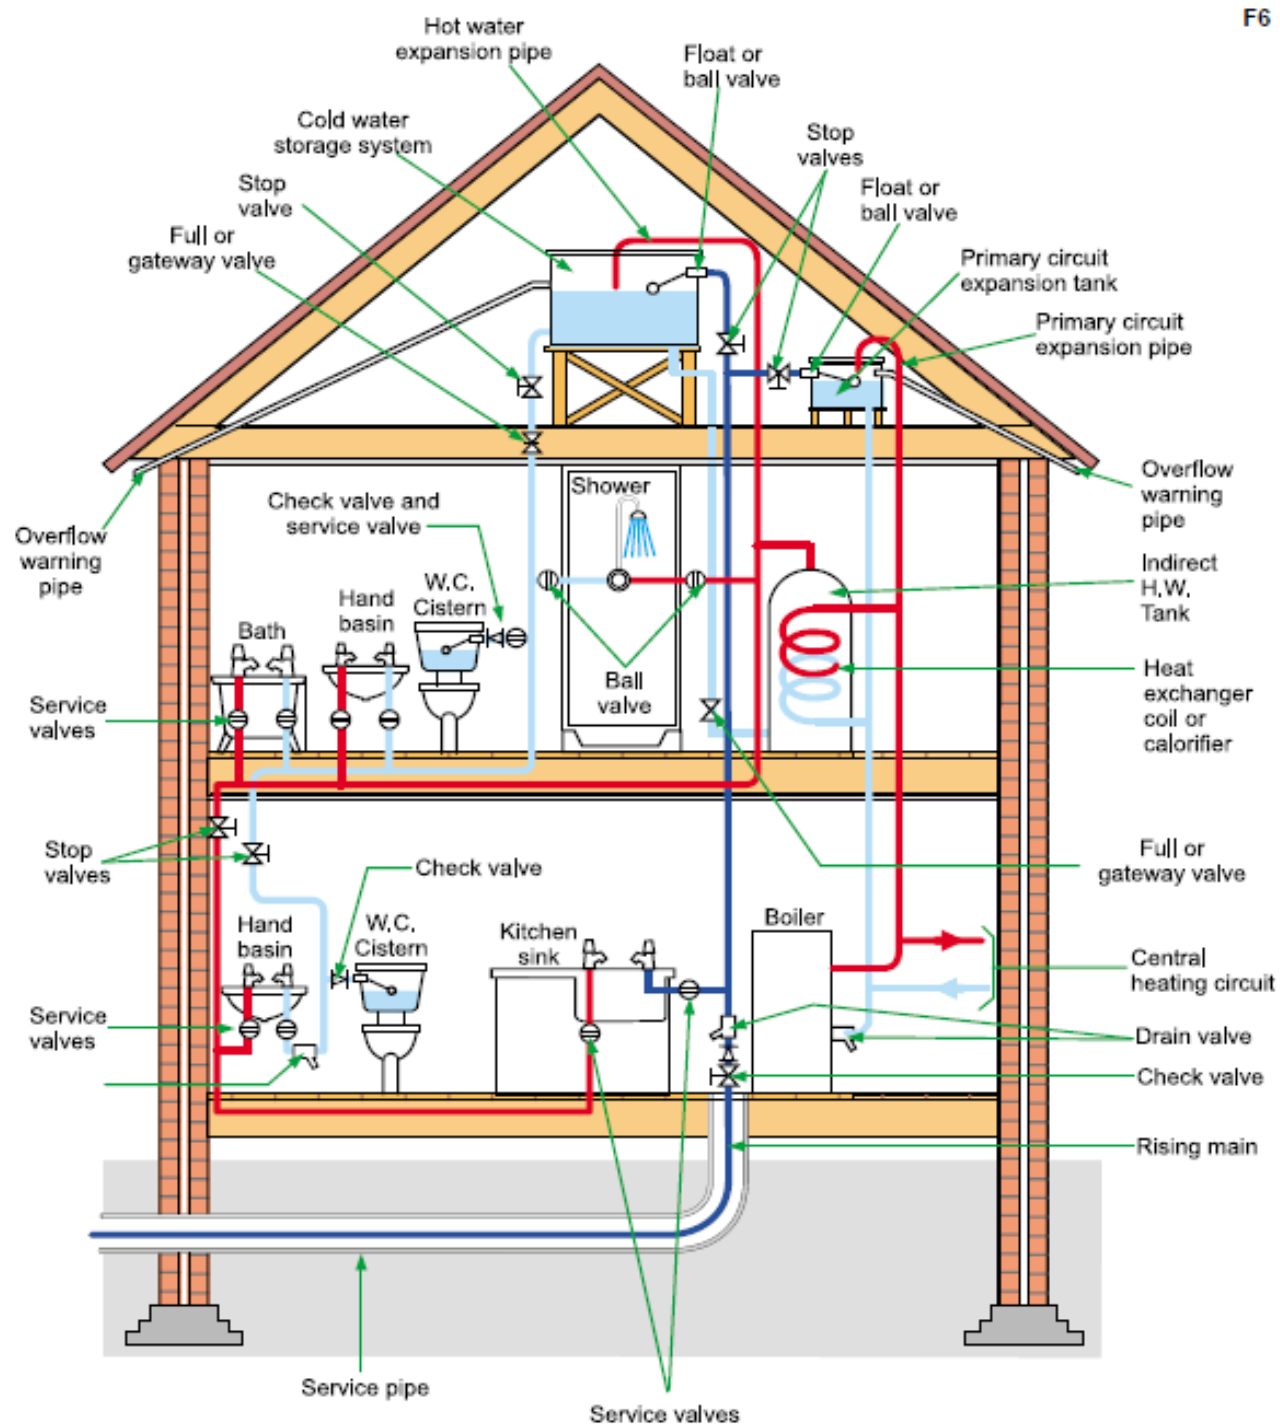 F6
Hot water
expansion pipe
Float or
ball valve
Cold water
storage system
Stop
valves
Stop
valve
Float or
ball valve
Full or
gateway valve
Primary circuit
expansion tank
Primary circuit
expansion pipe
Overflow
warning
pipe
Check valve and
service valve
Shower
Overflow
warning
pipe
Indirect
H.W.
Tank
W.C.
Cistern
Hand
basin
Bath
Ball
valve
Heat
exchanger
coil or
calorifier
Service
valves
Stop
valves
Check valve
Full or
gateway valve
Hand
basin
W.C.
Cistern
Kitchen
sink
Boiler
Central
heating circuit
Service
valves
Drain valve
Check valve
Rising main
Service pipe
Service valves